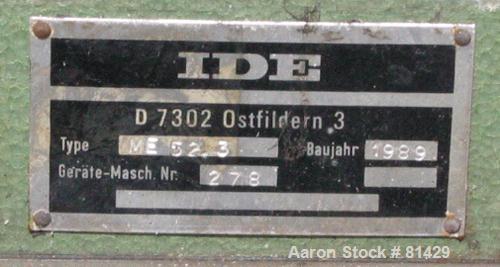 IDE
D 7302 Ostfildern 3
Type ME 52.3 Baujahr 1989
Geräte-Masch. Nr. 278
Aaron Stock # 81429